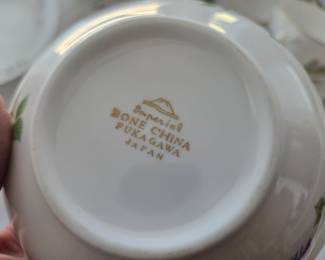 Imperial
BONE CHINA
FUKAGAWA
JAPAN